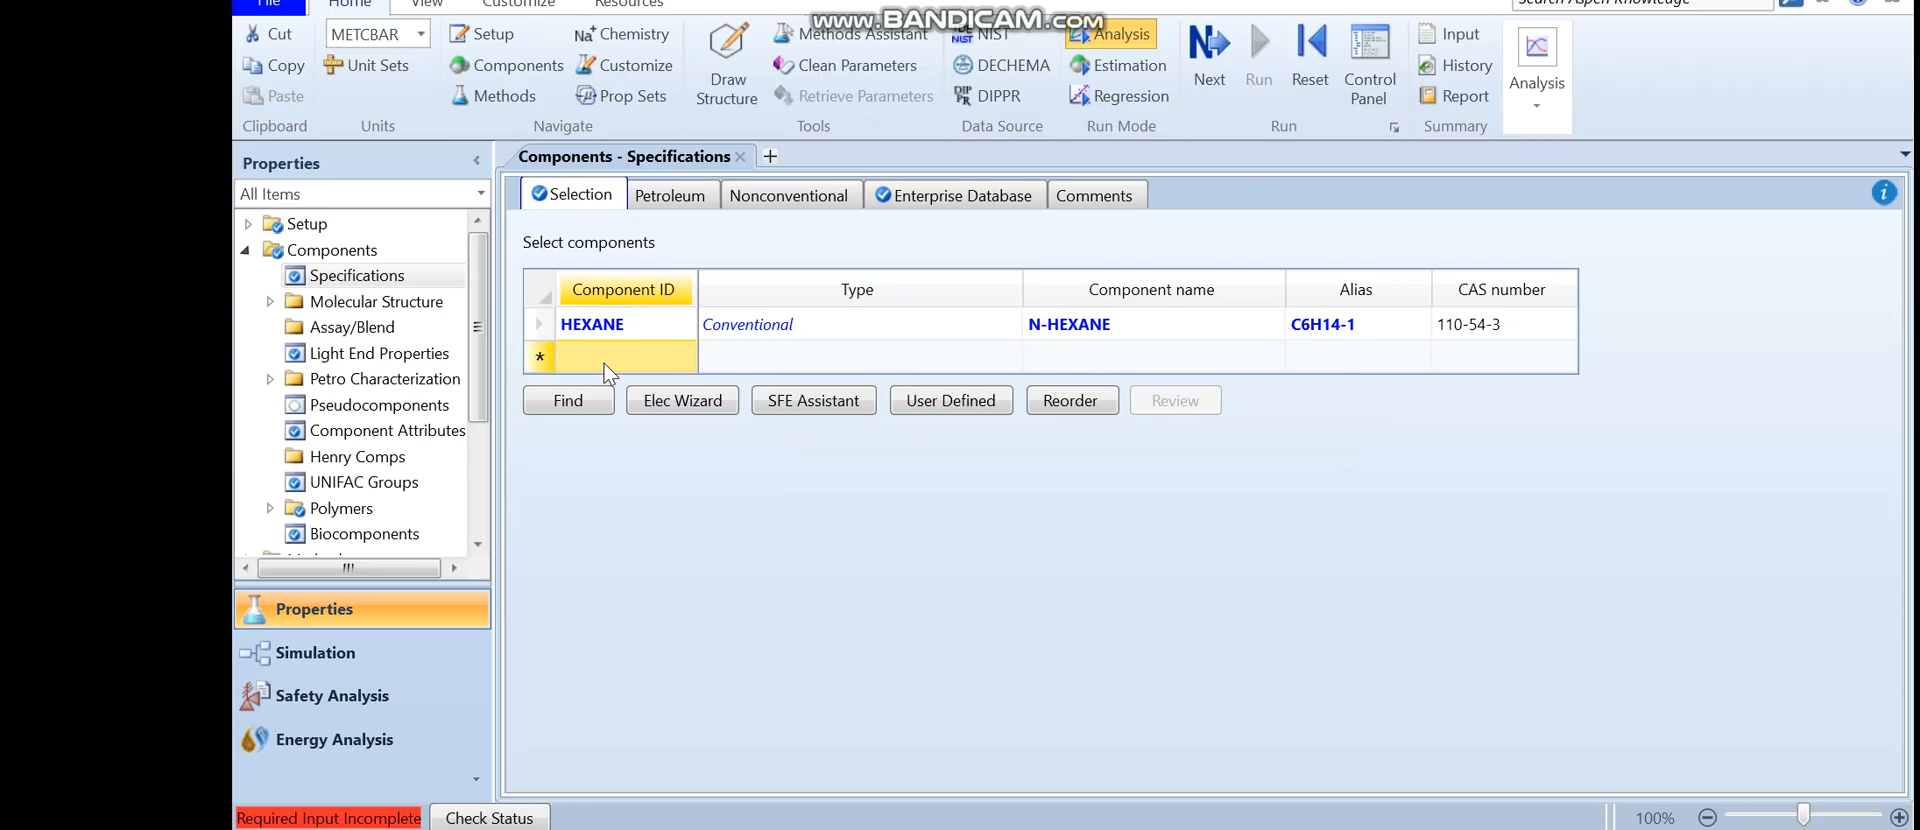 File Home View Customize Resources Search Aspen Knowledge
www.BANDICAM.com
Cut METCBAR Setup Na+ Chemistry Methods Assistant NIST NIST Analysis Input
Copy Unit Sets Components Customize Clean Parameters DECHEMA Estimation History
Paste Methods Prop Sets Retrieve Parameters DIPPR Regression Report
Draw Structure Next Run Reset Control Panel Analysis
Clipboard Units Navigate Tools Data Source Run Mode Run Summary
Properties
All Items
Setup
Components
Specifications
Molecular Structure
Assay/Blend
Light End Properties
Petro Characterization
Pseudocomponents
Component Attributes
Henry Comps
UNIFAC Groups
Polymers
Biocomponents
Properties
Simulation
Safety Analysis
Energy Analysis
Components - Specifications
Selection Petroleum Nonconventional Enterprise Database Comments
Select components
Component ID Type Component name Alias CAS number
HEXANE Conventional N-HEXANE C6H14-1 110-54-3
*
Find Elec Wizard SFE Assistant User Defined Reorder Review
Required Input Incomplete Check Status 100%